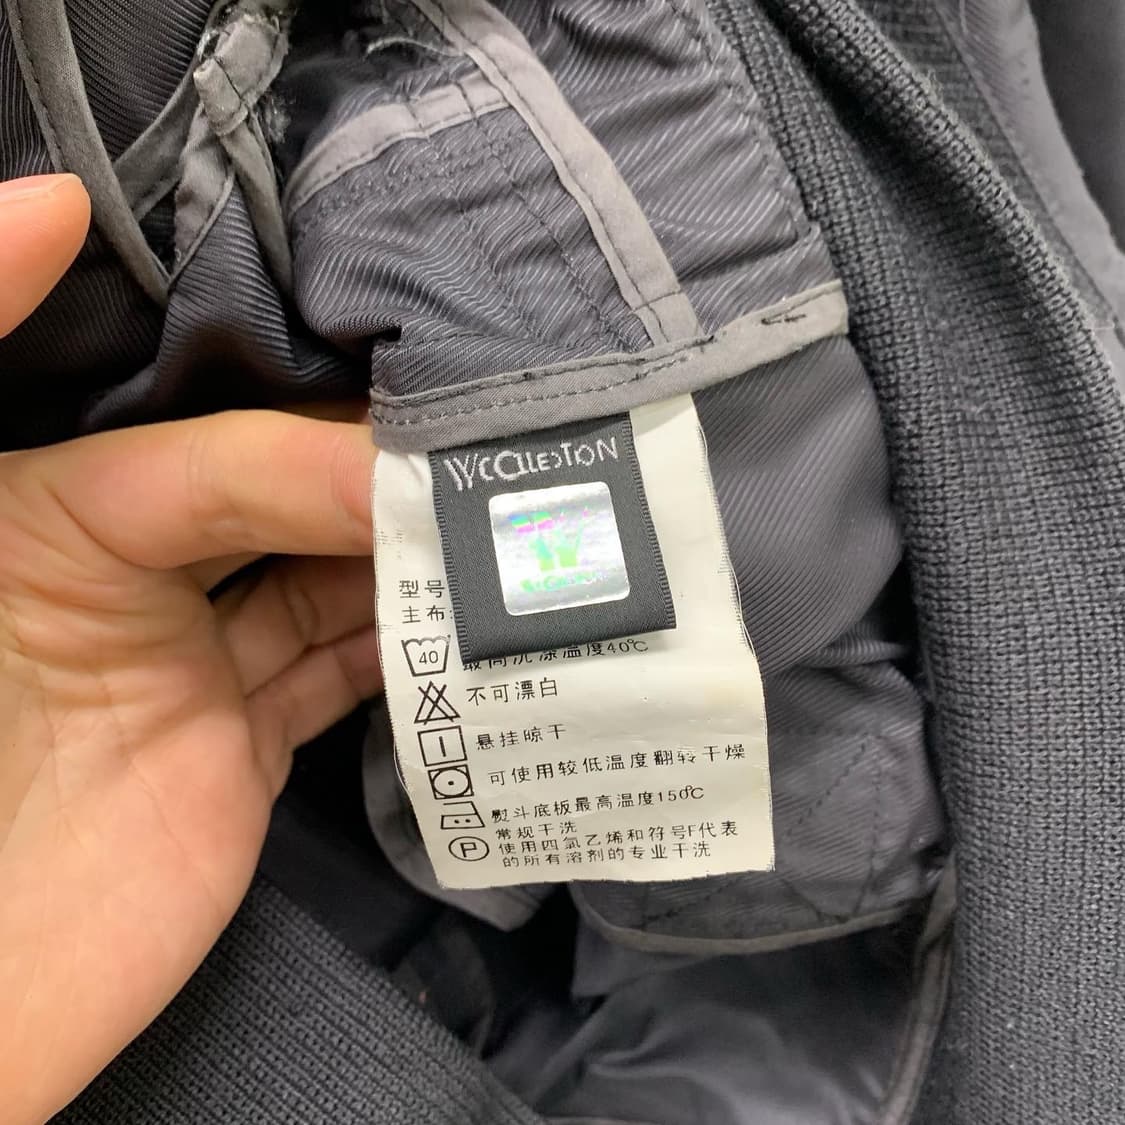 WCCOLLECTION
型号
主布:
40
最高洗涤温度40℃
不可漂白
悬挂晾干
可使用较低温度翻转干燥
熨斗底板最高温度150℃
常规干洗
P
使用四氯乙烯和符号F代表
的所有溶剂的专业干洗